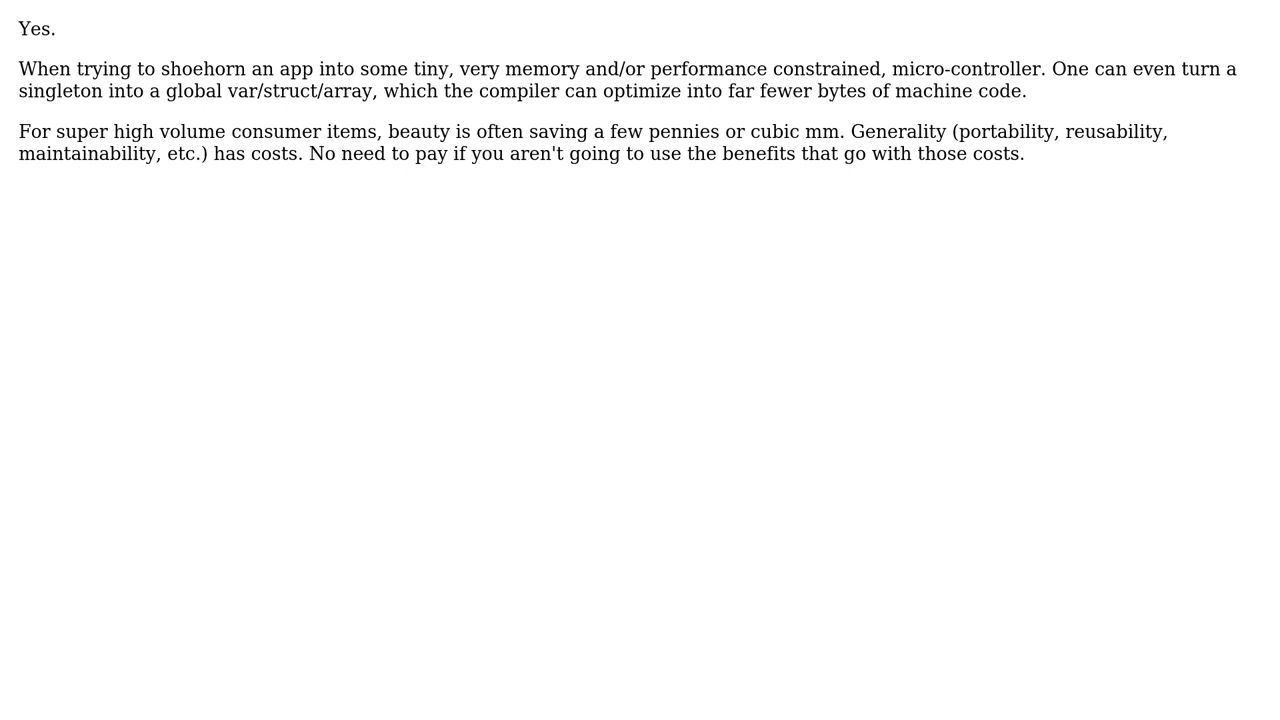 Yes.
When trying to shoehorn an app into some tiny, very memory and/or performance constrained, micro-controller. One can even turn a
singleton into a global var/struct/array, which the compiler can optimize into far fewer bytes of machine code.
For super high volume consumer items, beauty is often saving a few pennies or cubic mm. Generality (portability, reusability,
maintainability, etc.) has costs. No need to pay if you aren't going to use the benefits that go with those costs.